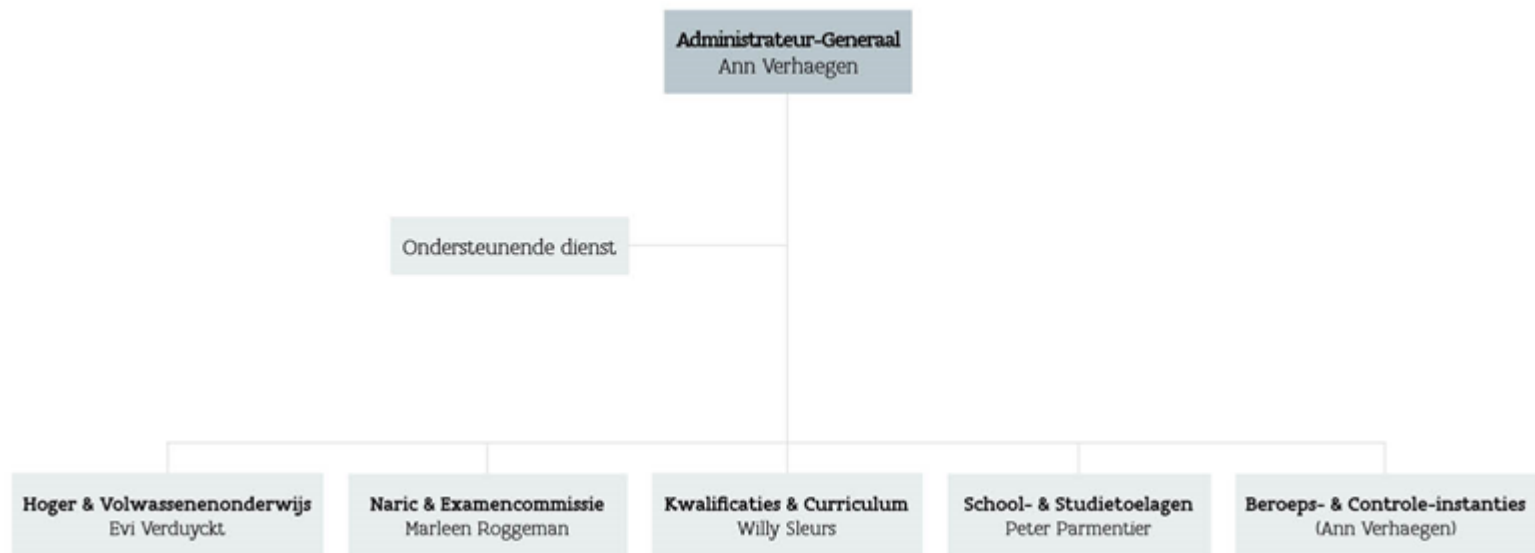 Administrateur-Generaal
Ann Verhaegen
Ondersteunende dienst
Hoger & Volwassenenonderwijs
Evi Verduyckt
Naric & Examencommissie
Marleen Roggeman
Kwalificaties & Curriculum
Willy Sleurs
School- & Studietoelagen
Peter Parmentier
Beroeps- & Controle-instanties
(Ann Verhaegen)